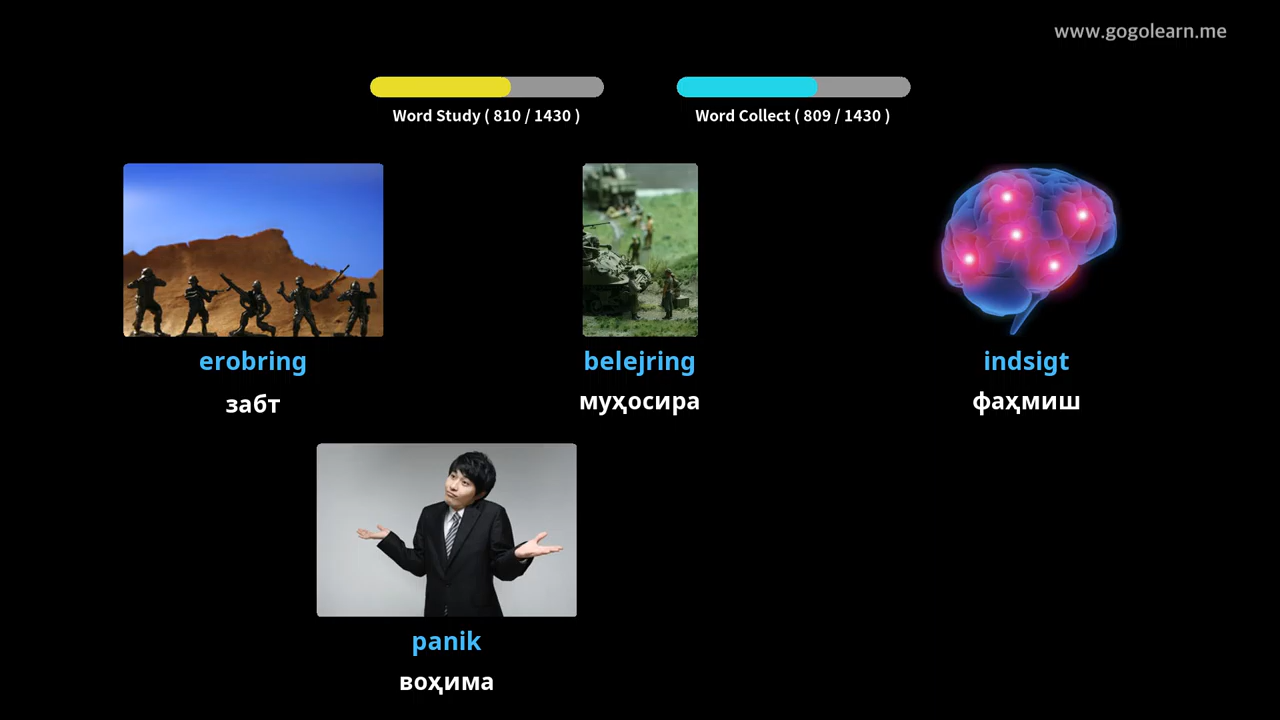 www.gogolearn.me
Word Study ( 810 / 1430 )
Word Collect ( 809 / 1430 )
erobring
забт
belejring
муҳосира
indsigt
фаҳмиш
panik
воҳима